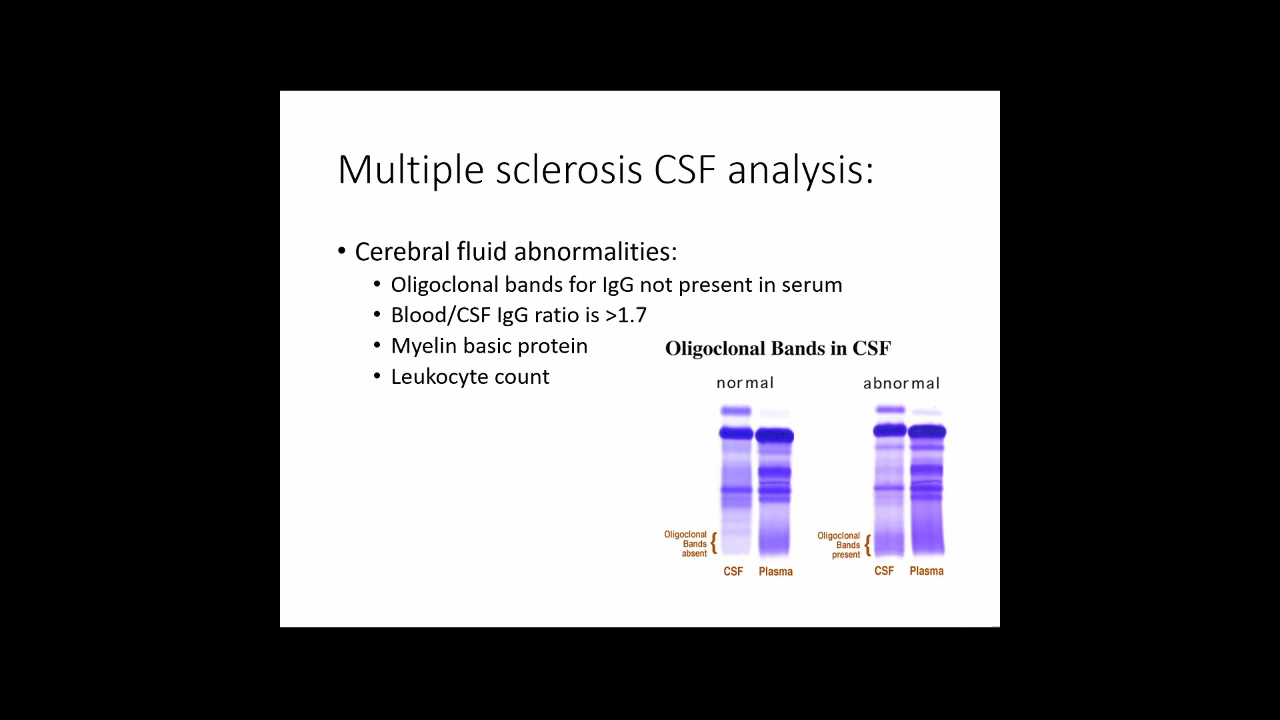 Multiple sclerosis CSF analysis:
• Cerebral fluid abnormalities:
• Oligoclonal bands for IgG not present in serum
• Blood/CSF IgG ratio is >1.7
• Myelin basic protein
• Leukocyte count
Oligoclonal Bands in CSF
normal
abnormal
Oligoclonal
Bands
absent
{
Oligoclonal
Bands
present
{
CSF Plasma
CSF Plasma